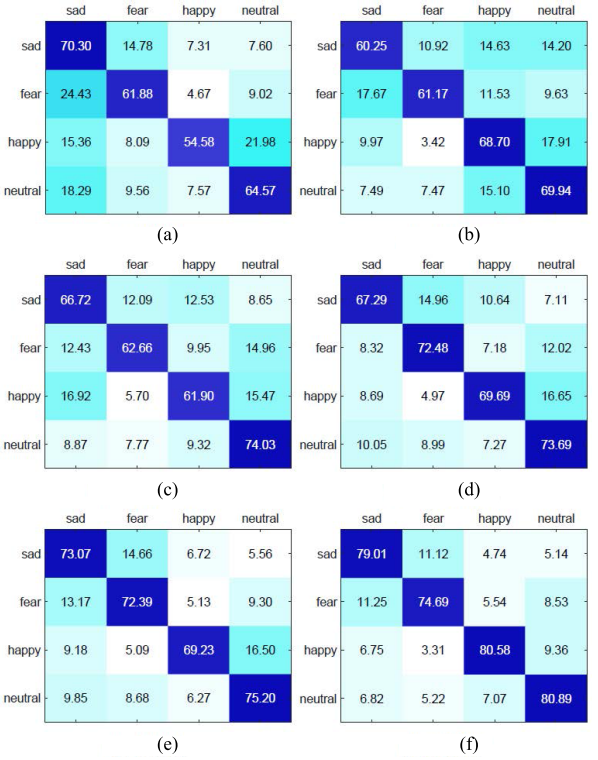 sad fear happy neutral
sad 70.30 14.78 7.31 7.60
fear 24.43 61.88 4.67 9.02
happy 15.36 8.09 54.58 21.98
neutral 18.29 9.56 7.57 64.57
(a)
sad fear happy neutral
sad 60.25 10.92 14.63 14.20
fear 17.67 61.17 11.53 9.63
happy 9.97 3.42 68.70 17.91
neutral 7.49 7.47 15.10 69.94
(b)
sad fear happy neutral
sad 66.72 12.09 12.53 8.65
fear 12.43 62.66 9.95 14.96
happy 16.92 5.70 61.90 15.47
neutral 8.87 7.77 9.32 74.03
(c)
sad fear happy neutral
sad 67.29 14.96 10.64 7.11
fear 8.32 72.48 7.18 12.02
happy 8.69 4.97 69.69 16.65
neutral 10.05 8.99 7.27 73.69
(d)
sad fear happy neutral
sad 73.07 14.66 6.72 5.56
fear 13.17 72.39 5.13 9.30
happy 9.18 5.09 69.23 16.50
neutral 9.85 8.68 6.27 75.20
(e)
sad fear happy neutral
sad 79.01 11.12 4.74 5.14
fear 11.25 74.69 5.54 8.53
happy 6.75 3.31 80.58 9.36
neutral 6.82 5.22 7.07 80.89
(f)